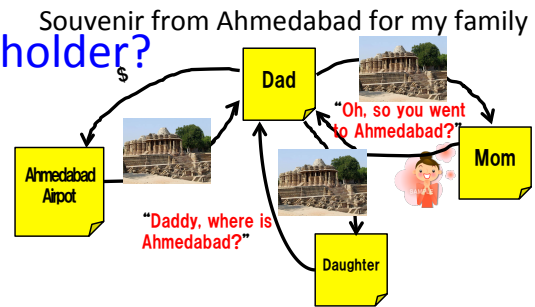 Souvenir from Ahmedabad for my family
holder?
$
Dad
"Oh, so you went
to Ahmedabad?"
Ahmedabad
Airpot
Mom
SAMPLE
"Daddy, where is
Ahmedabad?"
Daughter